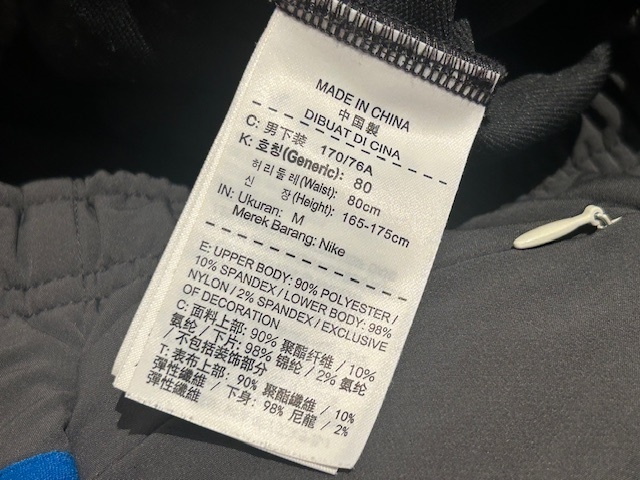 MADE IN CHINA
中国製
DIBUAT DI CINA
C: 男下装 170/76A
K: 호칭(Generic): 80
허리둘레(Waist): 80cm
신 장(Height): 165-175cm
IN: Ukuran: M
Merek Barang: Nike
E: UPPER BODY: 90% POLYESTER /
10% SPANDEX / LOWER BODY: 98%
NYLON / 2% SPANDEX / EXCLUSIVE
OF DECORATION
C: 面料上部: 90% 聚酯纤维 / 10%
氨纶 / 下片: 98% 锦纶 / 2% 氨纶
/ 不包括装饰部分
T: 表布上部: 90% 聚酯纖維 / 10%
彈性纖維 / 下身: 98% 尼龍 / 2%
彈性纖維